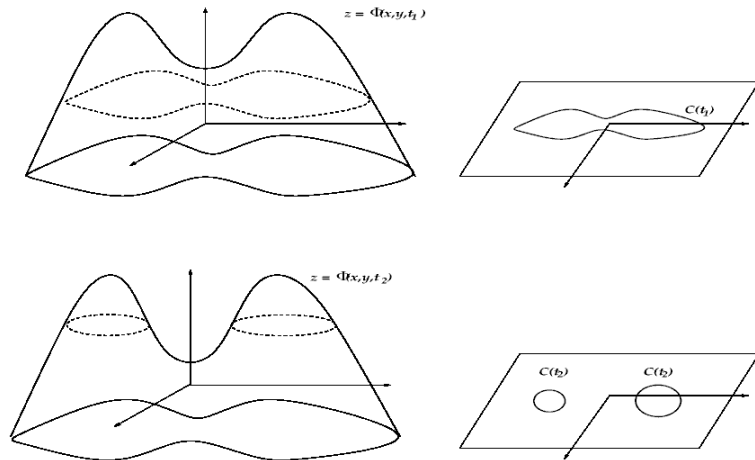 z = Φ(x,y,t₁)
C(t₁)
z = Φ(x,y,t₂)
C(t₂)
C(t₂)